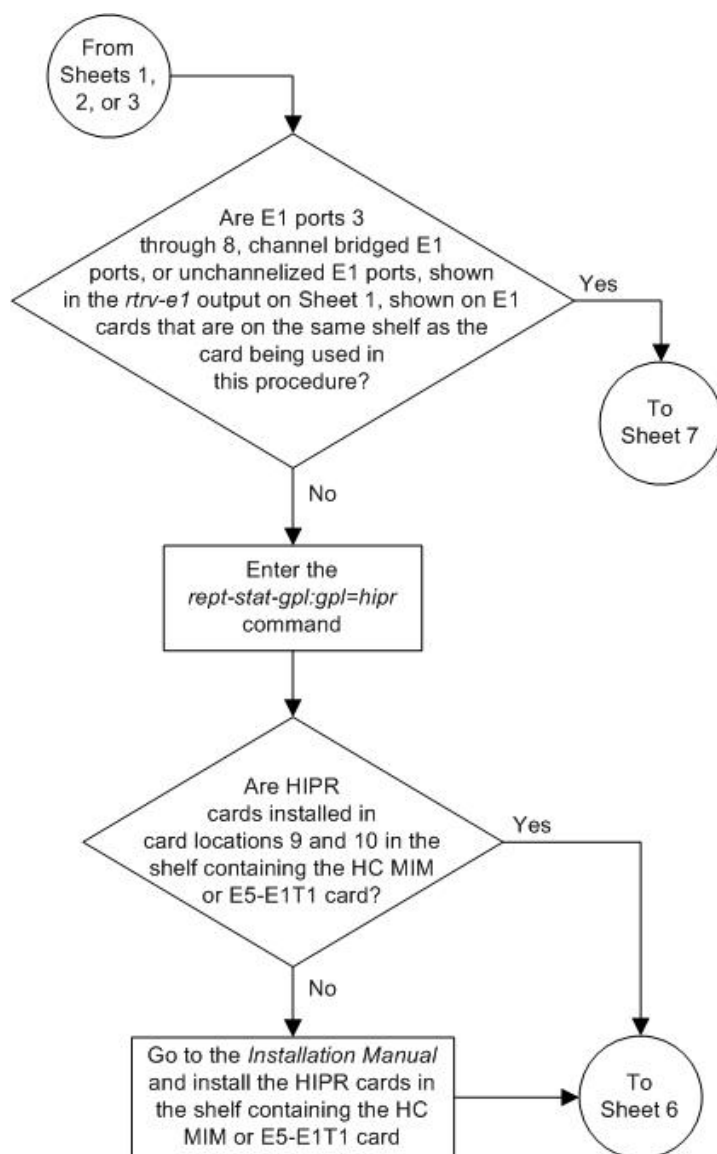 From
Sheets 1,
2, or 3
Are E1 ports 3
through 8, channel bridged E1
ports, or unchannelized E1 ports, shown
in the rtrv-e1 output on Sheet 1, shown on E1
cards that are on the same shelf as the
card being used in
this procedure?
Yes
To
Sheet 7
No
Enter the
rept-stat-gpl:gpl=hipr
command
Are HIPR
cards installed in
card locations 9 and 10 in the
shelf containing the HC MIM
or E5-E1T1 card?
Yes
No
Go to the Installation Manual
and install the HIPR cards in
the shelf containing the HC
MIM or E5-E1T1 card
To
Sheet 6